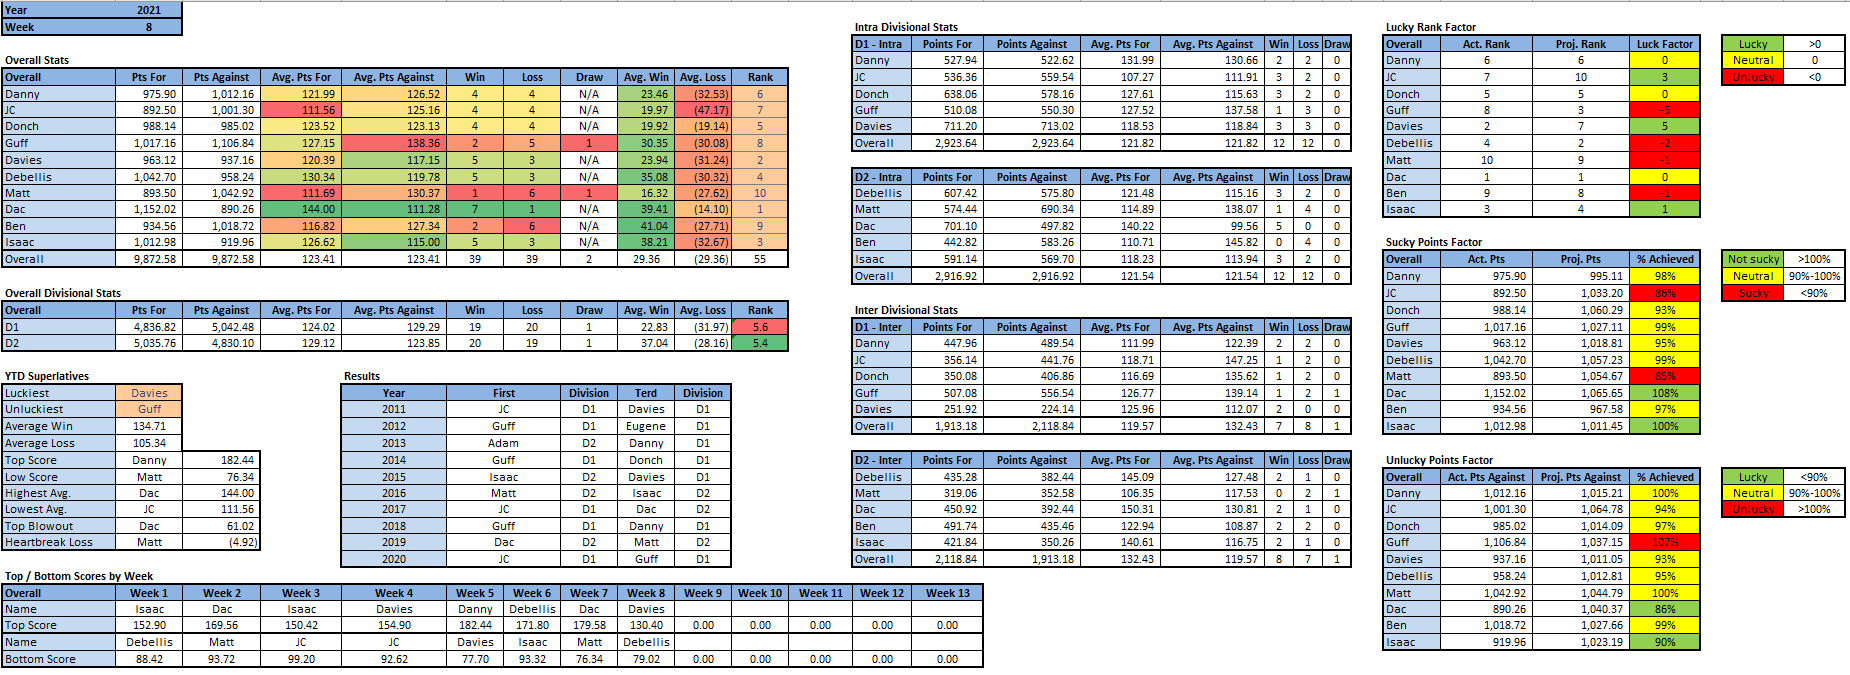 Year 2021
Week 8
Overall Stats
Overall Pts For Pts Against Avg. Pts For Avg. Pts Against Win Loss Draw Avg. Win Avg. Loss Rank
Danny 975.90 1,012.16 121.99 126.52 4 4 N/A 23.46 (32.53) 6
JC 892.50 1,001.30 111.56 125.16 4 4 N/A 19.97 (47.17) 7
Donch 988.14 985.02 123.52 123.13 4 4 N/A 19.92 (19.14) 5
Guff 1,017.16 1,106.84 127.15 138.36 2 5 1 30.35 (30.08) 8
Davies 963.12 937.16 120.39 117.15 5 3 N/A 23.94 (31.24) 2
Debellis 1,042.70 958.24 130.34 119.78 5 3 N/A 35.08 (30.32) 4
Matt 893.50 1,042.92 111.69 130.37 1 6 1 16.32 (27.62) 10
Dac 1,152.02 890.26 144.00 111.28 7 1 N/A 39.41 (14.10) 1
Ben 934.56 1,018.72 116.82 127.34 2 6 N/A 41.04 (27.71) 9
Isaac 1,012.98 919.96 126.62 115.00 5 3 N/A 38.21 (32.67) 3
Overall 9,872.58 9,872.58 123.41 123.41 39 39 2 29.36 (29.36) 55
Overall Divisional Stats
Overall Pts For Pts Against Avg. Pts For Avg. Pts Against Win Loss Draw Avg. Win Avg. Loss Rank
D1 4,836.82 5,042.48 124.02 129.29 19 20 1 22.83 (31.97) 5.6
D2 5,035.76 4,830.10 129.12 123.85 20 19 1 37.04 (28.16) 5.4
YTD Superlatives
Luckiest Davies
Unluckiest Guff
Average Win 134.71
Average Loss 105.34
Top Score Danny 182.44
Low Score Matt 76.34
Highest Avg. Dac 144.00
Lowest Avg. JC 111.56
Top Blowout Dac 61.02
Heartbreak Loss Matt (4.92)
Results
Year First Division Terd Division
2011 JC D1 Davies D1
2012 Guff D1 Eugene D1
2013 Adam D2 Danny D1
2014 Guff D1 Donch D1
2015 Isaac D2 Davies D1
2016 Matt D2 Isaac D2
2017 JC D1 Dac D2
2018 Guff D1 Danny D1
2019 Dac D2 Matt D2
2020 JC D1 Guff D1
Top / Bottom Scores by Week
Overall Week 1 Week 2 Week 3 Week 4 Week 5 Week 6 Week 7 Week 8 Week 9 Week 10 Week 11 Week 12 Week 13
Name Isaac Dac Isaac Davies Danny Debellis Dac Davies
Top Score 152.90 169.56 150.42 154.90 182.44 171.80 179.58 130.40 0.00 0.00 0.00 0.00 0.00
Name Debellis Matt JC JC Davies Isaac Matt Debellis
Bottom Score 88.42 93.72 99.20 92.62 77.70 93.32 76.34 79.02 0.00 0.00 0.00 0.00 0.00
Intra Divisional Stats
D1 - Intra Points For Points Against Avg. Pts For Avg. Pts Against Win Loss Draw
Danny 527.94 522.62 131.99 130.66 2 2 0
JC 536.36 559.54 107.27 111.91 3 2 0
Donch 638.06 578.16 127.61 115.63 3 2 0
Guff 510.08 550.30 127.52 137.58 1 3 0
Davies 711.20 713.02 118.53 118.84 3 3 0
Overall 2,923.64 2,923.64 121.82 121.82 12 12 0
D2 - Intra Points For Points Against Avg. Pts For Avg. Pts Against Win Loss Draw
Debellis 607.42 575.80 121.48 115.16 3 2 0
Matt 574.44 690.34 114.89 138.07 1 4 0
Dac 701.10 497.82 140.22 99.56 5 0 0
Ben 442.82 583.26 110.71 145.82 0 4 0
Isaac 591.14 569.70 118.23 113.94 3 2 0
Overall 2,916.92 2,916.92 121.54 121.54 12 12 0
Inter Divisional Stats
D1 - Inter Points For Points Against Avg. Pts For Avg. Pts Against Win Loss Draw
Danny 447.96 489.54 111.99 122.39 2 2 0
JC 356.14 441.76 118.71 147.25 1 2 0
Donch 350.08 406.86 116.69 135.62 1 2 0
Guff 507.08 556.54 126.77 139.14 1 2 1
Davies 251.92 224.14 125.96 112.07 2 0 0
Overall 1,913.18 2,118.84 119.57 132.43 7 8 1
D2 - Inter Points For Points Against Avg. Pts For Avg. Pts Against Win Loss Draw
Debellis 435.28 382.44 145.09 127.48 2 1 0
Matt 319.06 352.58 106.35 117.53 0 2 1
Dac 450.92 392.44 150.31 130.81 2 1 0
Ben 491.74 435.46 122.94 108.87 2 2 0
Isaac 421.84 350.26 140.61 116.75 2 1 0
Overall 2,118.84 1,913.18 132.43 119.57 8 7 1
Lucky Rank Factor
Overall Act. Rank Proj. Rank Luck Factor
Danny 6 6 0
JC 7 10 3
Donch 5 5 0
Guff 8 3 -5
Davies 2 7 5
Debellis 4 2 -2
Matt 10 9 -1
Dac 1 1 0
Ben 9 8 -1
Isaac 3 4 1
Lucky >0
Neutral 0
Unlucky <0
Sucky Points Factor
Overall Act. Pts Proj. Pts % Achieved
Danny 975.90 995.11 98%
JC 892.50 1,033.20 86%
Donch 988.14 1,060.29 93%
Guff 1,017.16 1,027.11 99%
Davies 963.12 1,018.81 95%
Debellis 1,042.70 1,057.23 99%
Matt 893.50 1,054.67 85%
Dac 1,152.02 1,065.65 108%
Ben 934.56 967.58 97%
Isaac 1,012.98 1,011.45 100%
Not sucky >100%
Neutral 90%-100%
Sucky <90%
Unlucky Points Factor
Overall Act. Pts Against Proj. Pts Against % Achieved
Danny 1,012.16 1,015.21 100%
JC 1,001.30 1,064.78 94%
Donch 985.02 1,014.09 97%
Guff 1,106.84 1,037.15 107%
Davies 937.16 1,011.05 93%
Debellis 958.24 1,012.81 95%
Matt 1,042.92 1,044.79 100%
Dac 890.26 1,040.37 86%
Ben 1,018.72 1,027.66 99%
Isaac 919.96 1,023.19 90%
Lucky <90%
Neutral 90%-100%
Unlucky >100%